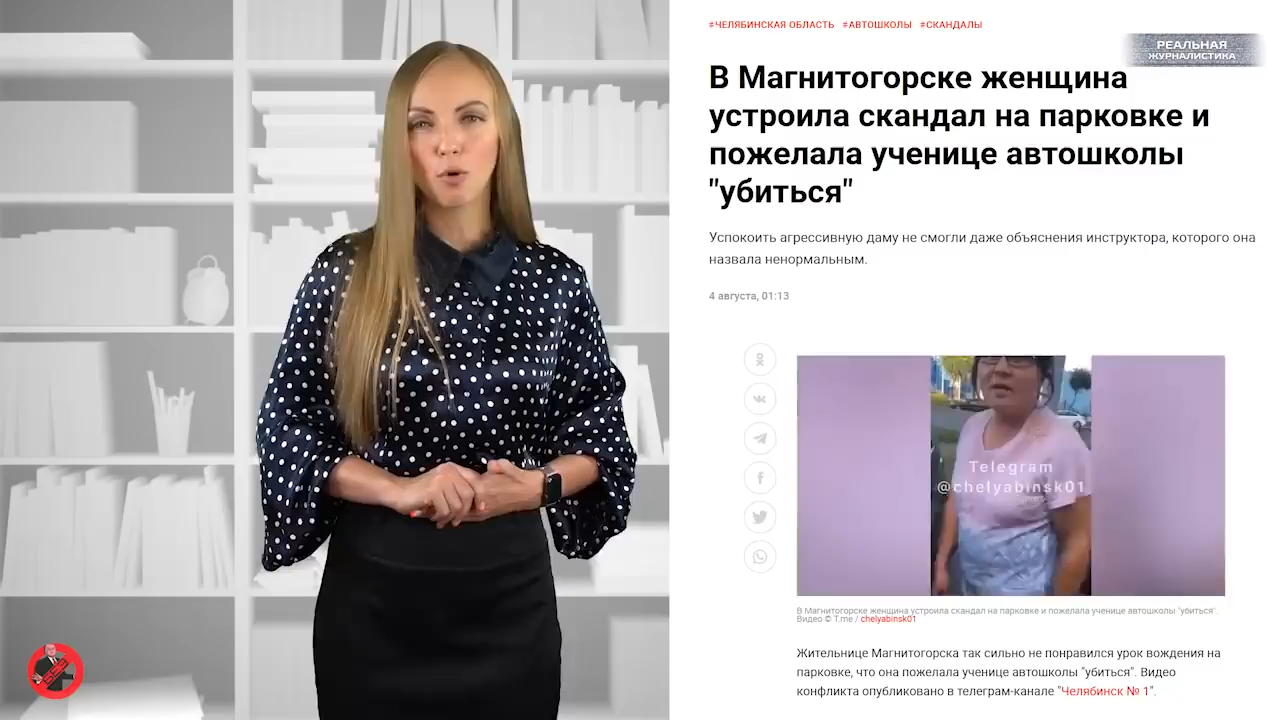 #ЧЕЛЯБИНСКАЯ ОБЛАСТЬ #АВТОШКОЛЫ #СКАНДАЛЫ
РЕАЛЬНАЯ
ЖУРНАЛИСТИКА
В Магнитогорске женщина
устроила скандал на парковке и
пожелала ученице автошколы
"убиться"
Успокоить агрессивную даму не смогли даже объяснения инструктора, которого она
назвала ненормальным.
4 августа, 01:13
Telegram
@chelyabinsk01
В Магнитогорске женщина устроила скандал на парковке и пожелала ученице автошколы "убиться".
Видео © T.me / chelyabinsk01
Жительнице Магнитогорска так сильно не понравился урок вождения на
парковке, что она пожелала ученице автошколы "убиться". Видео
конфликта опубликовано в телеграм-канале "Челябинск № 1".